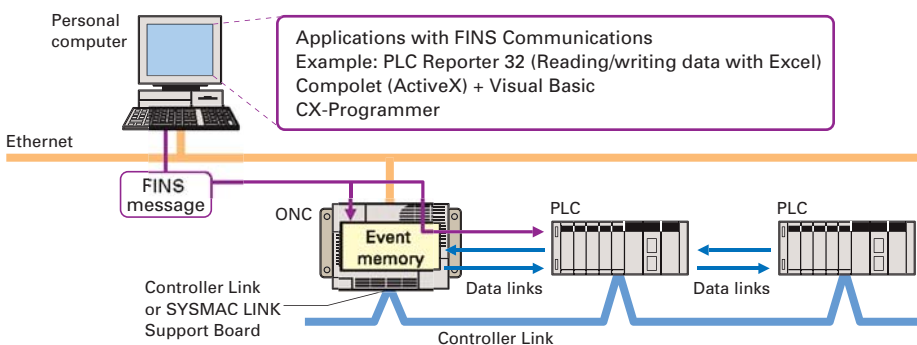 Personal
computer
Applications with FINS Communications
Example: PLC Reporter 32 (Reading/writing data with Excel)
Compolet (ActiveX) + Visual Basic
CX-Programmer
Ethernet
FINS
message
ONC
PLC
PLC
Event
memory
Data links
Data links
Controller Link
or SYSMAC LINK
Support Board
Controller Link